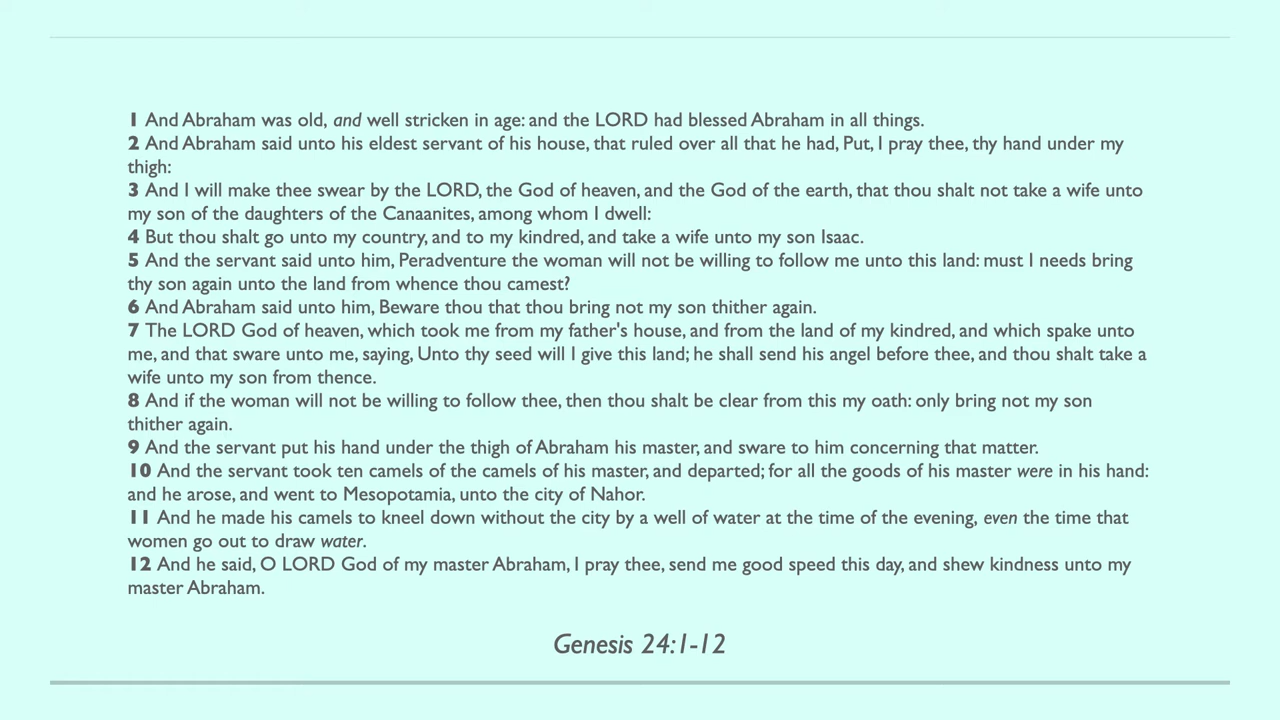 1 And Abraham was old, and well stricken in age: and the LORD had blessed Abraham in all things.
2 And Abraham said unto his eldest servant of his house, that ruled over all that he had, Put, I pray thee, thy hand under my
thigh:
3 And I will make thee swear by the LORD, the God of heaven, and the God of the earth, that thou shalt not take a wife unto
my son of the daughters of the Canaanites, among whom I dwell:
4 But thou shalt go unto my country, and to my kindred, and take a wife unto my son Isaac.
5 And the servant said unto him, Peradventure the woman will not be willing to follow me unto this land: must I needs bring
thy son again unto the land from whence thou camest?
6 And Abraham said unto him, Beware thou that thou bring not my son thither again.
7 The LORD God of heaven, which took me from my father's house, and from the land of my kindred, and which spake unto
me, and that sware unto me, saying, Unto thy seed will I give this land; he shall send his angel before thee, and thou shalt take a
wife unto my son from thence.
8 And if the woman will not be willing to follow thee, then thou shalt be clear from this my oath: only bring not my son
thither again.
9 And the servant put his hand under the thigh of Abraham his master, and sware to him concerning that matter.
10 And the servant took ten camels of the camels of his master, and departed; for all the goods of his master were in his hand:
and he arose, and went to Mesopotamia, unto the city of Nahor.
11 And he made his camels to kneel down without the city by a well of water at the time of the evening, even the time that
women go out to draw water.
12 And he said, O LORD God of my master Abraham, I pray thee, send me good speed this day, and shew kindness unto my
master Abraham.
Genesis 24:1-12